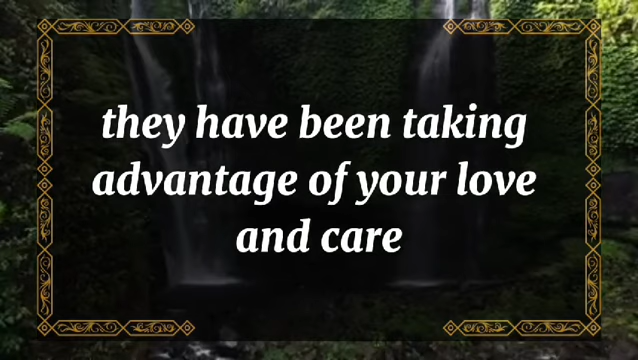 they have been taking
advantage of your love
and care